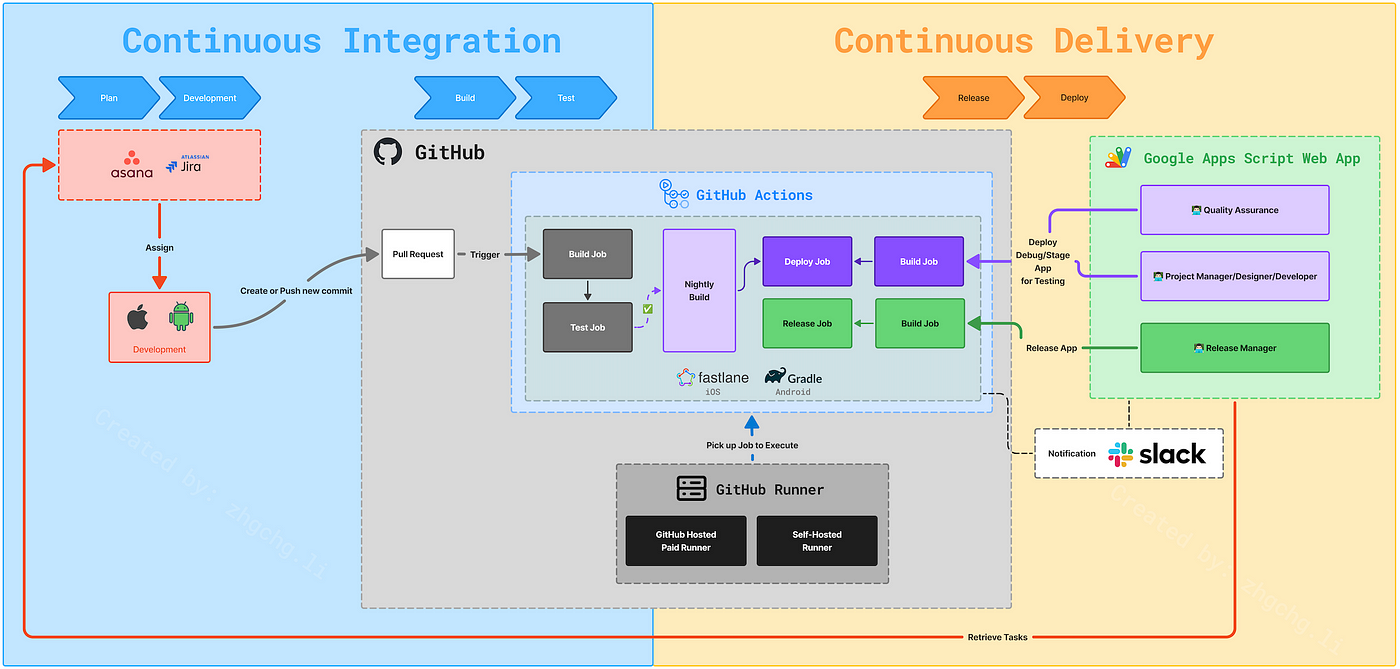 Continuous Integration
Continuous Delivery
Plan
Development
Build
Test
Release
Deploy
asana
ATLASSIAN
Jira
GitHub
Google Apps Script Web App
GitHub Actions
Quality Assurance
Assign
Pull Request
Trigger
Build Job
Deploy Job
Build Job
Deploy
Debug/Stage
App
for Testing
Project Manager/Designer/Developer
Create or Push new commit
Nightly
Build
Test Job
Release Job
Build Job
Release App
Release Manager
Development
fastlane
iOS
Gradle
Android
Pick up Job to Execute
Notification
slack
GitHub Runner
GitHub Hosted
Paid Runner
Self-Hosted
Runner
Created by: zhgchg.li
Created by: zhgchg.li
Retrieve Tasks